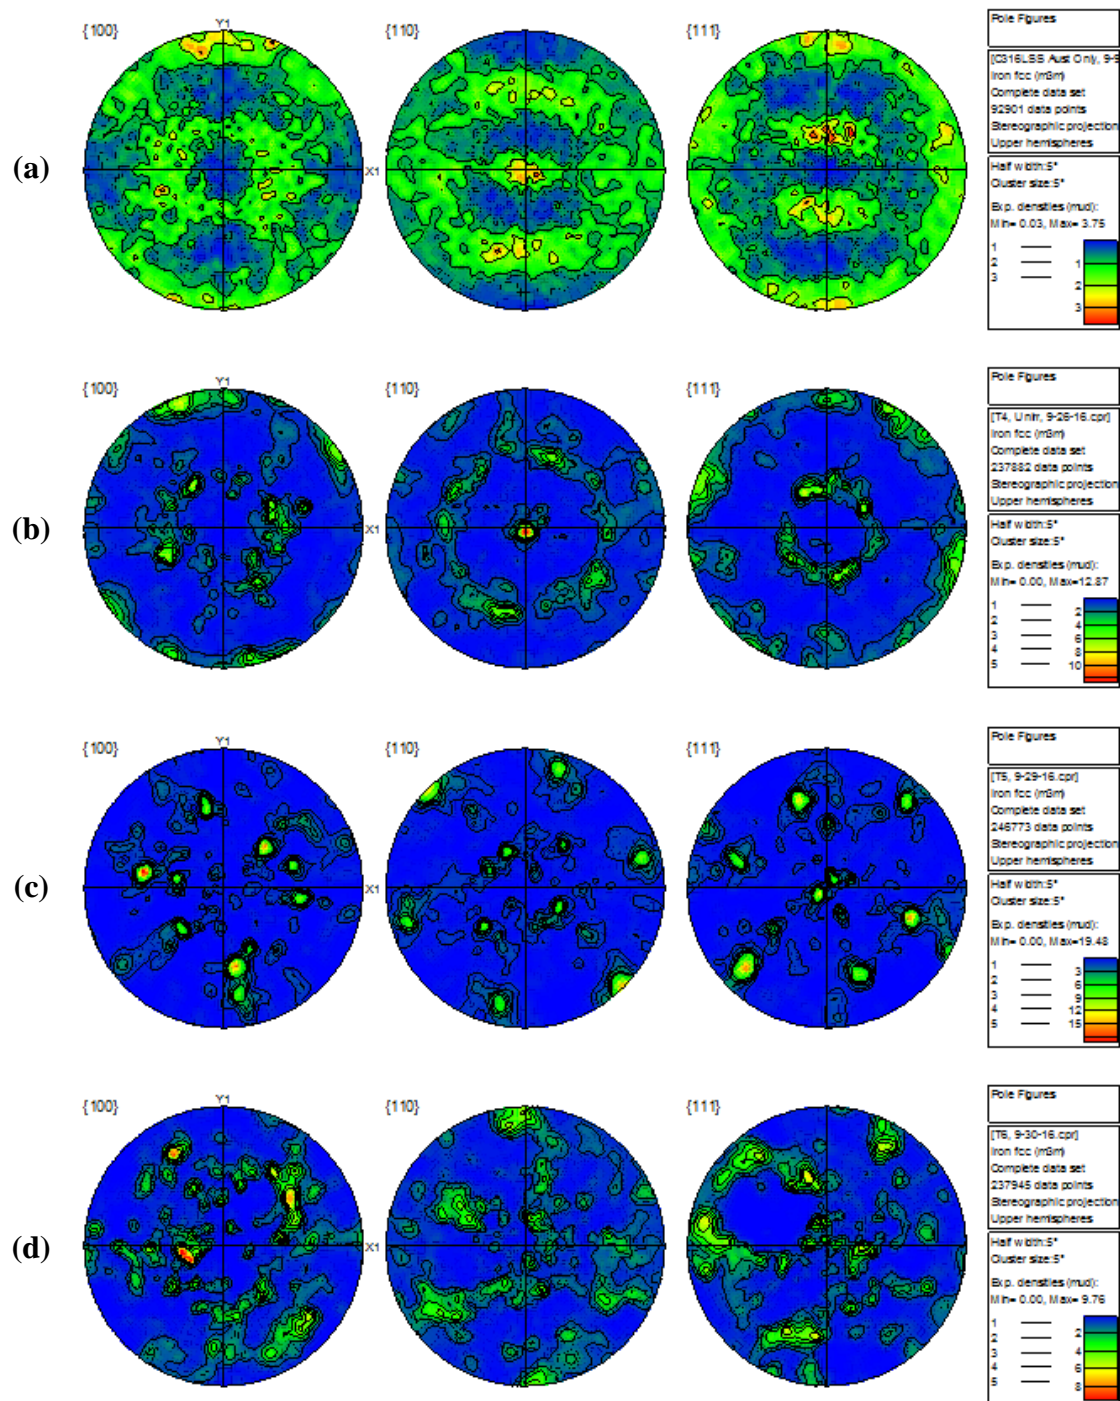 (a)
{100}
Y1
X1
{110}
{111}
Pole Figures
[C316LSS Aust Only, 9-9
Iron fcc (m3m)
Complete data set
92901 data points
Stereographic projection
Upper hemispheres
Half width:5°
Cluster size:5°
Exp. densities (mud):
Min= 0.03, Max= 3.75
1
2
3
1
2
3
(b)
{100}
Y1
X1
{110}
{111}
Pole Figures
[T4, Unirr, 9-26-16.cpr]
Iron fcc (m3m)
Complete data set
237882 data points
Stereographic projection
Upper hemispheres
Half width:5°
Cluster size:5°
Exp. densities (mud):
Min= 0.00, Max=12.87
1
2
3
4
5
2
4
6
8
10
(c)
{100}
Y1
X1
{110}
{111}
Pole Figures
[T5, 9-29-16.cpr]
Iron fcc (m3m)
Complete data set
246773 data points
Stereographic projection
Upper hemispheres
Half width:5°
Cluster size:5°
Exp. densities (mud):
Min= 0.00, Max=19.48
1
2
3
4
5
3
6
9
12
15
(d)
{100}
Y1
X1
{110}
{111}
Pole Figures
[T6, 9-30-16.cpr]
Iron fcc (m3m)
Complete data set
237945 data points
Stereographic projection
Upper hemispheres
Half width:5°
Cluster size:5°
Exp. densities (mud):
Min= 0.00, Max= 9.76
1
2
3
4
5
2
4
6
8